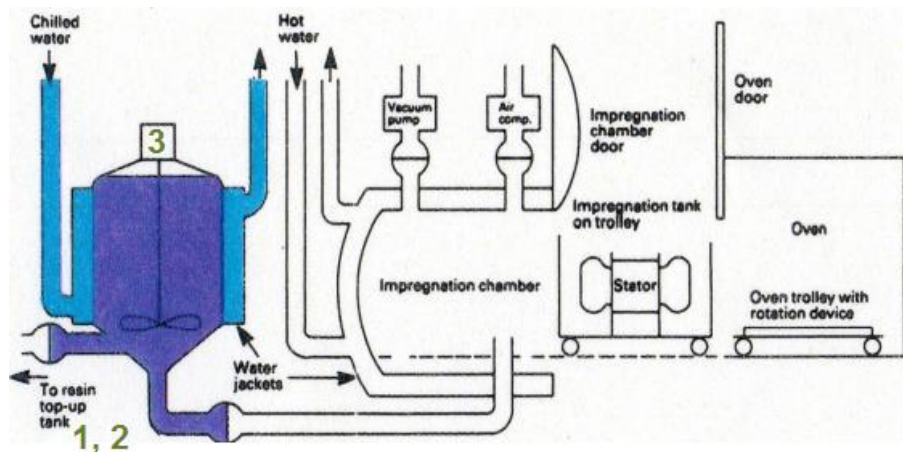 Chilled
water
Hot
water
3
Vacuum
pump
Air
comp.
Impregnation
chamber
door
Oven
door
Impregnation tank
on trolley
Oven
Impregnation chamber
Stator
Oven trolley with
rotation device
Water
jackets
To resin
top-up
tank
1, 2